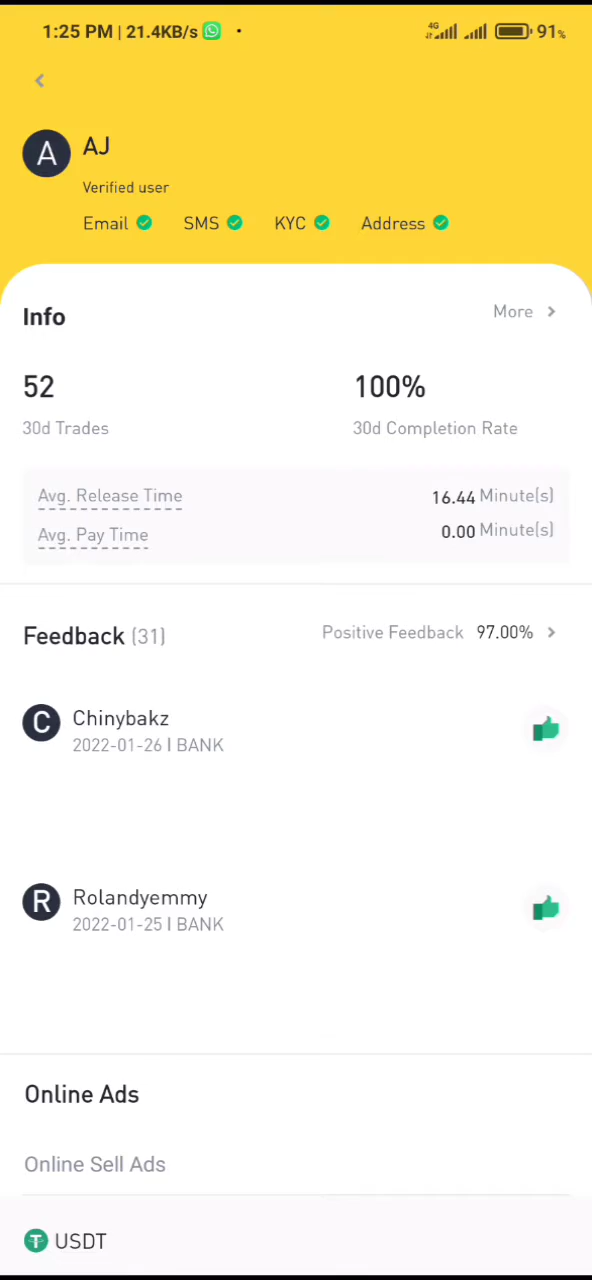 1:25 PM | 21.4KB/s
4G
91%
A
AJ
Verified user
Email SMS KYC Address
Info
More
52 100%
30d Trades 30d Completion Rate
Avg. Release Time 16.44 Minute(s)
Avg. Pay Time 0.00 Minute(s)
Feedback (31) Positive Feedback 97.00%
C
Chinybakz
2022-01-26 | BANK
R
Rolandyemmy
2022-01-25 | BANK
Online Ads
Online Sell Ads
USDT